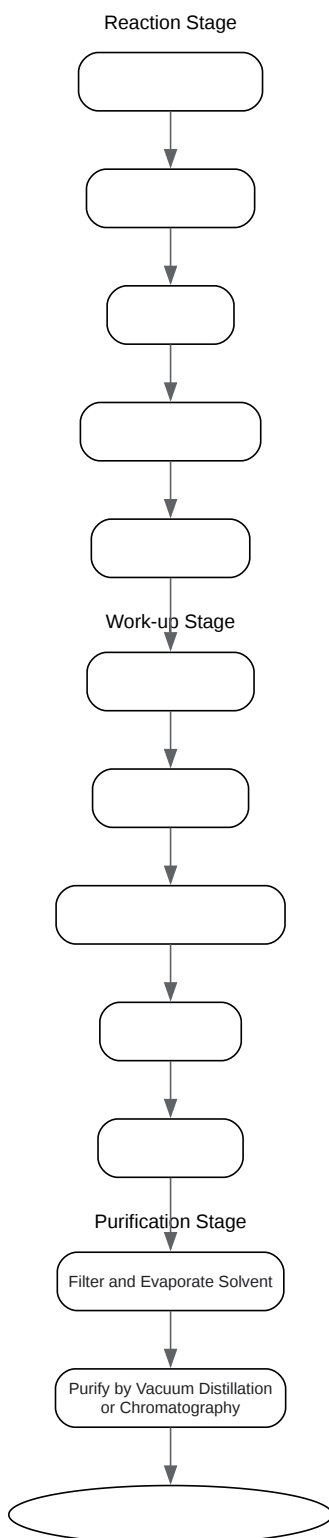 Reaction Stage
Work-up Stage
Purification Stage
Filter and Evaporate Solvent
Purify by Vacuum Distillation
or Chromatography